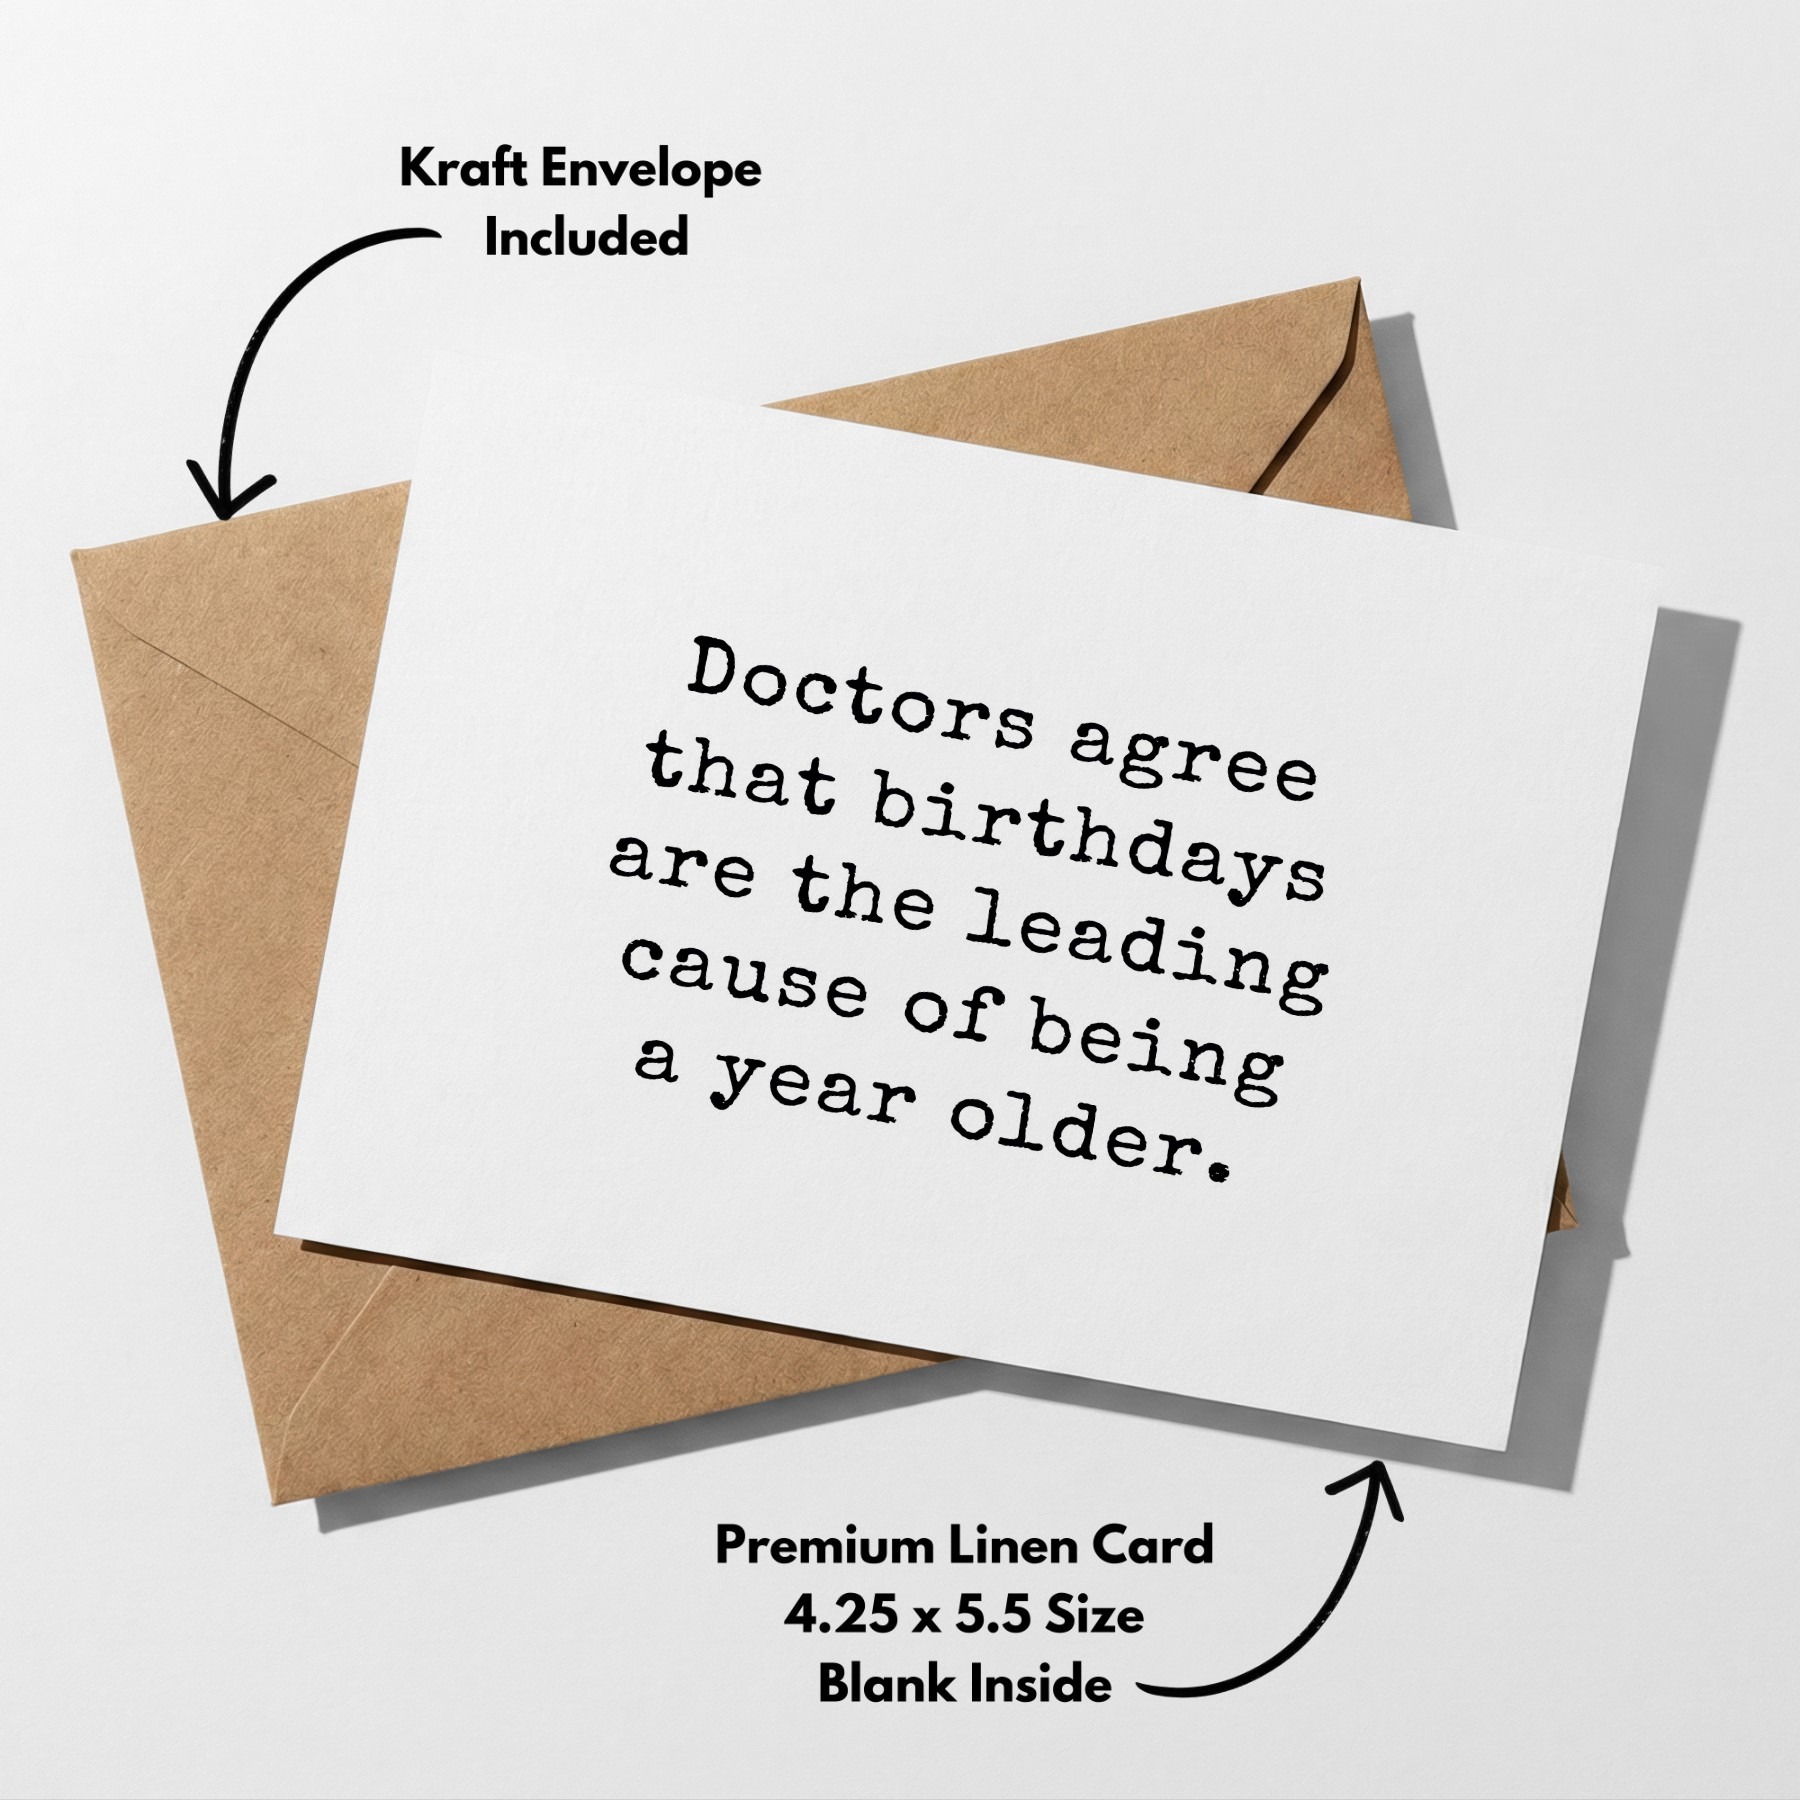 Kraft Envelope
Included
Doctors agree
that birthdays
are the leading
cause of being
a year older.
Premium Linen Card
4.25 x 5.5 Size
Blank Inside